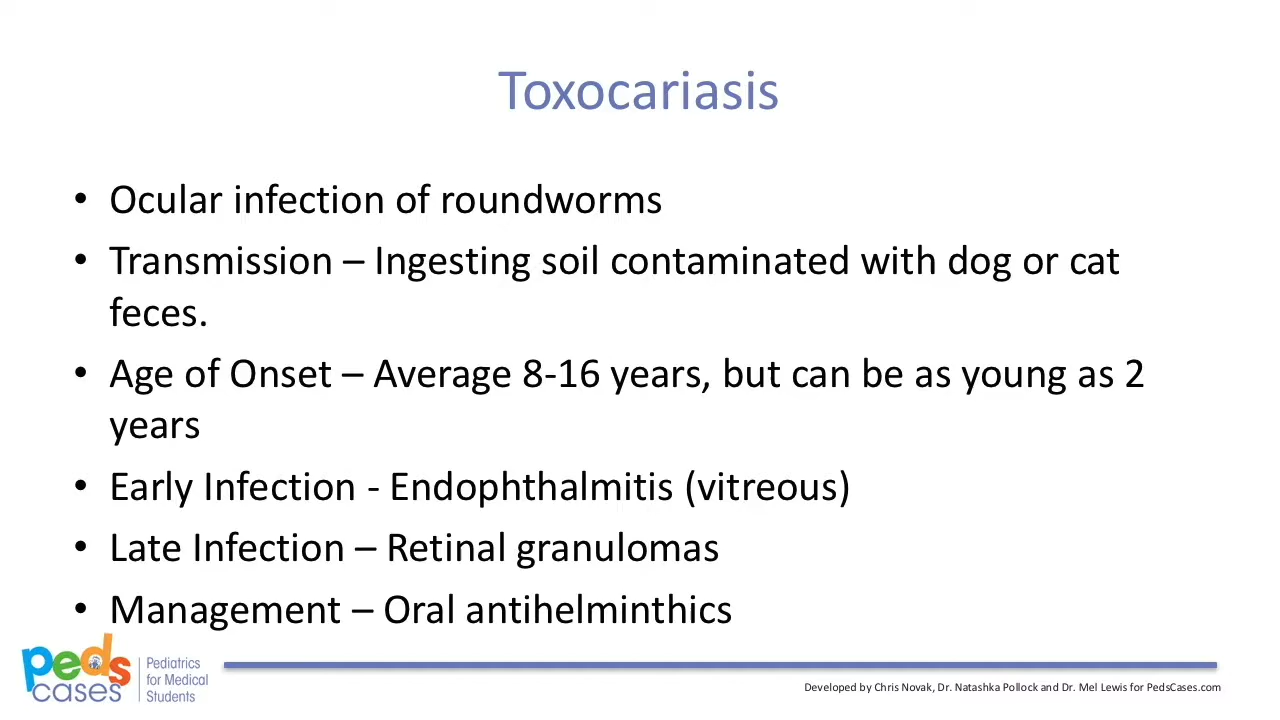 Toxocariasis
• Ocular infection of roundworms
• Transmission – Ingesting soil contaminated with dog or cat
feces.
• Age of Onset – Average 8-16 years, but can be as young as 2
years
• Early Infection - Endophthalmitis (vitreous)
• Late Infection – Retinal granulomas
• Management – Oral antihelminthics
peds
cases
Pediatrics
for Medical
Students
Developed by Chris Novak, Dr. Natashka Pollock and Dr. Mel Lewis for PedsCases.com